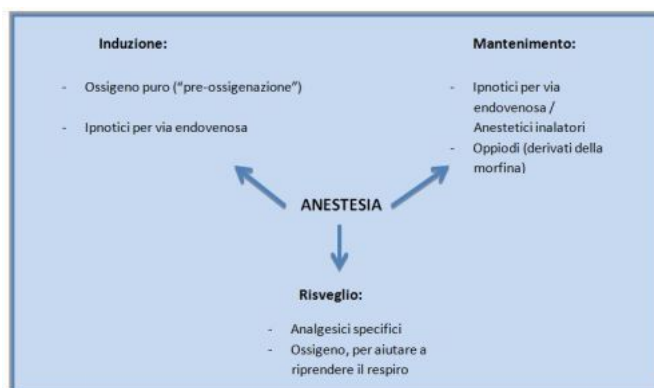 Induzione:
- Ossigeno puro ("pre-ossigenazione")
- Ipnotici per via endovenosa
Mantenimento:
- Ipnotici per via
endovenosa /
Anestetici inalatori
- Oppiodi (derivati della
morfina)
ANESTESIA
Risveglio:
- Analgesici specifici
- Ossigeno, per aiutare a
riprendere il respiro